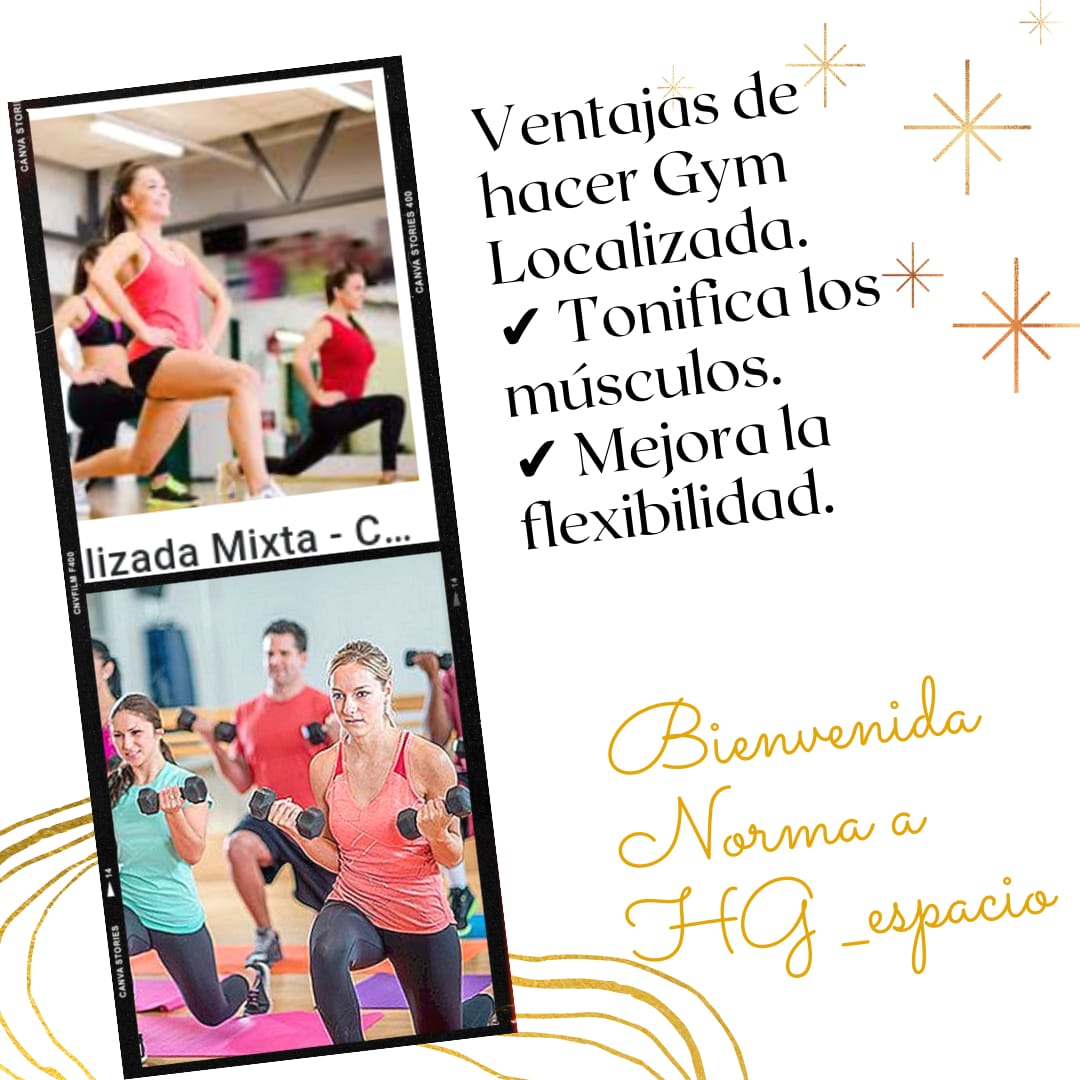 Ventajas de
hacer Gym
Localizada.
✔ Tonifica los
músculos.
✔ Mejora la
flexibilidad.
CANVA STORI
CANVA STORIES 400
lizada Mixta - C...
CNVFILM F400
14
14
CANVA STORIES
Bienvenida
Norma a
HG_espacio